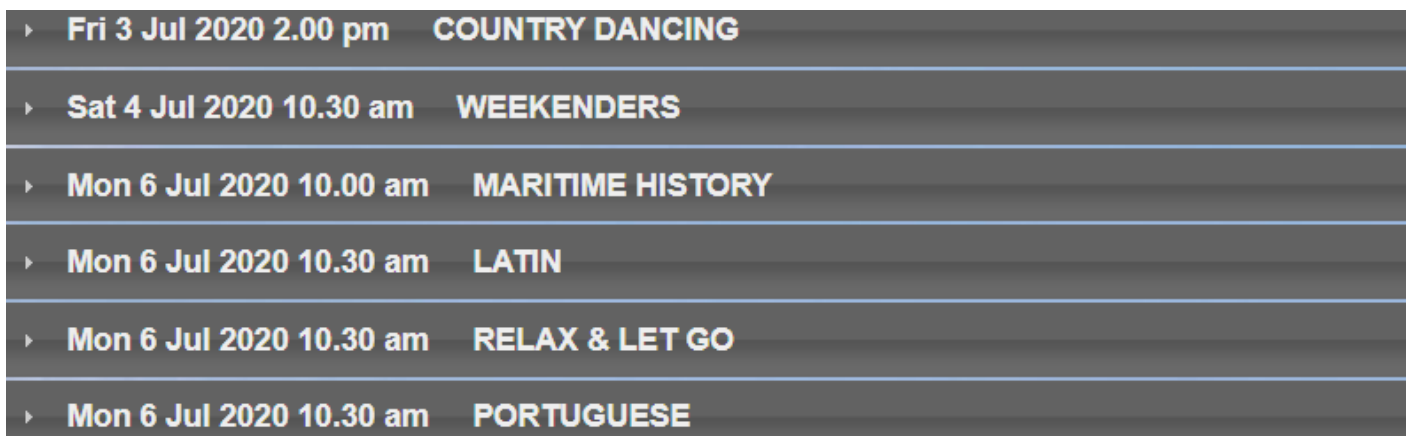 Fri 3 Jul 2020 2.00 pm COUNTRY DANCING
Sat 4 Jul 2020 10.30 am WEEKENDERS
Mon 6 Jul 2020 10.00 am MARITIME HISTORY
Mon 6 Jul 2020 10.30 am LATIN
Mon 6 Jul 2020 10.30 am RELAX & LET GO
Mon 6 Jul 2020 10.30 am PORTUGUESE